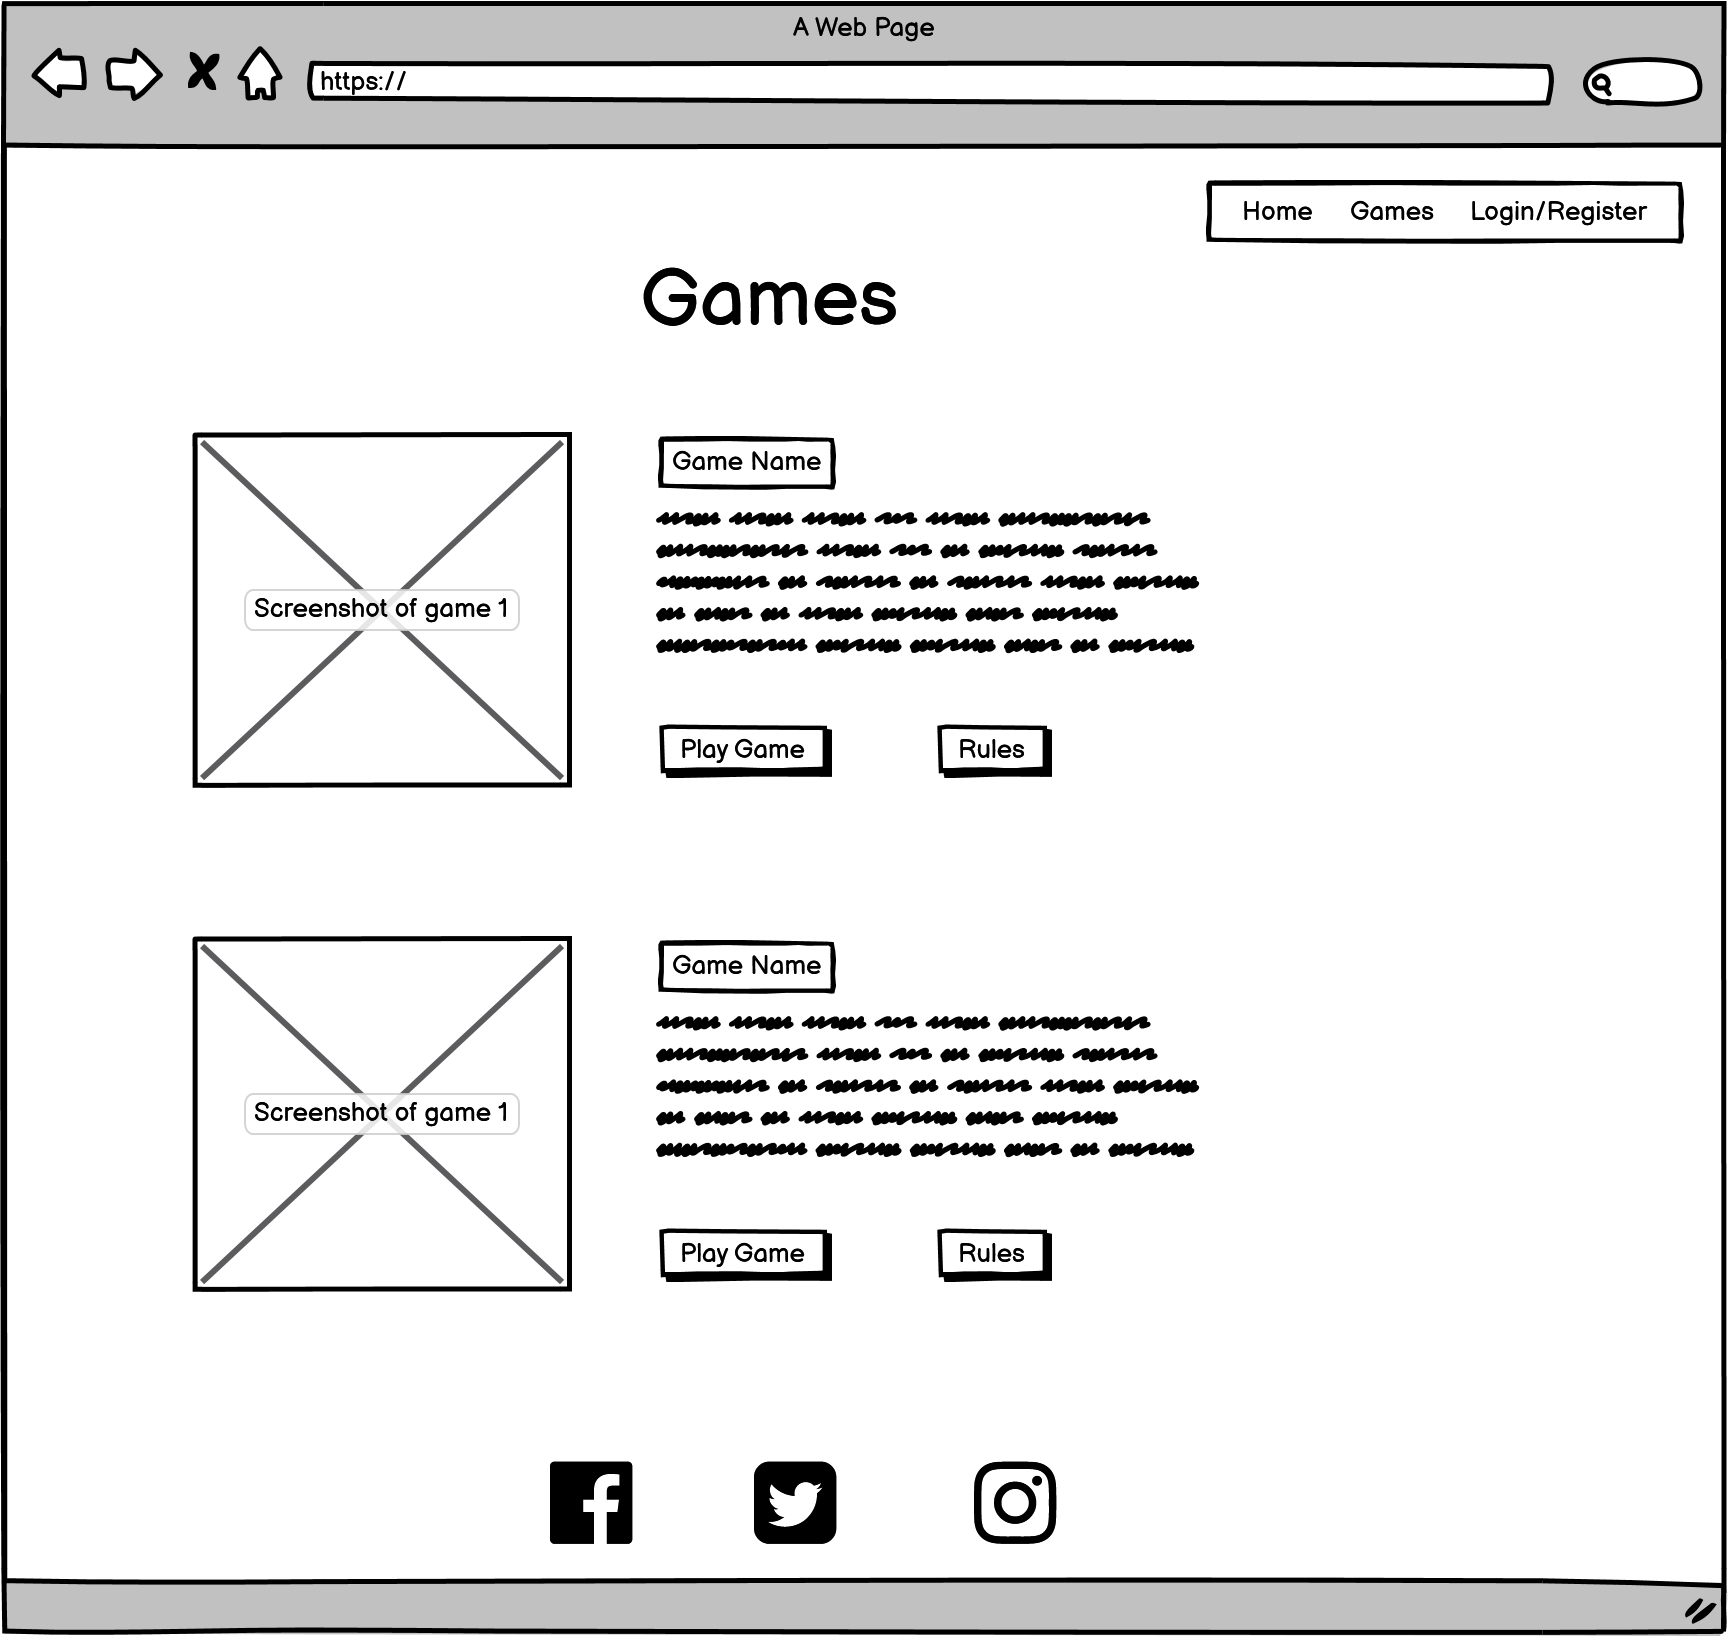 A Web Page
https://
Home Games Login/Register
Games
Game Name
Screenshot of game 1
Play Game Rules
Game Name
Screenshot of game 1
Play Game Rules